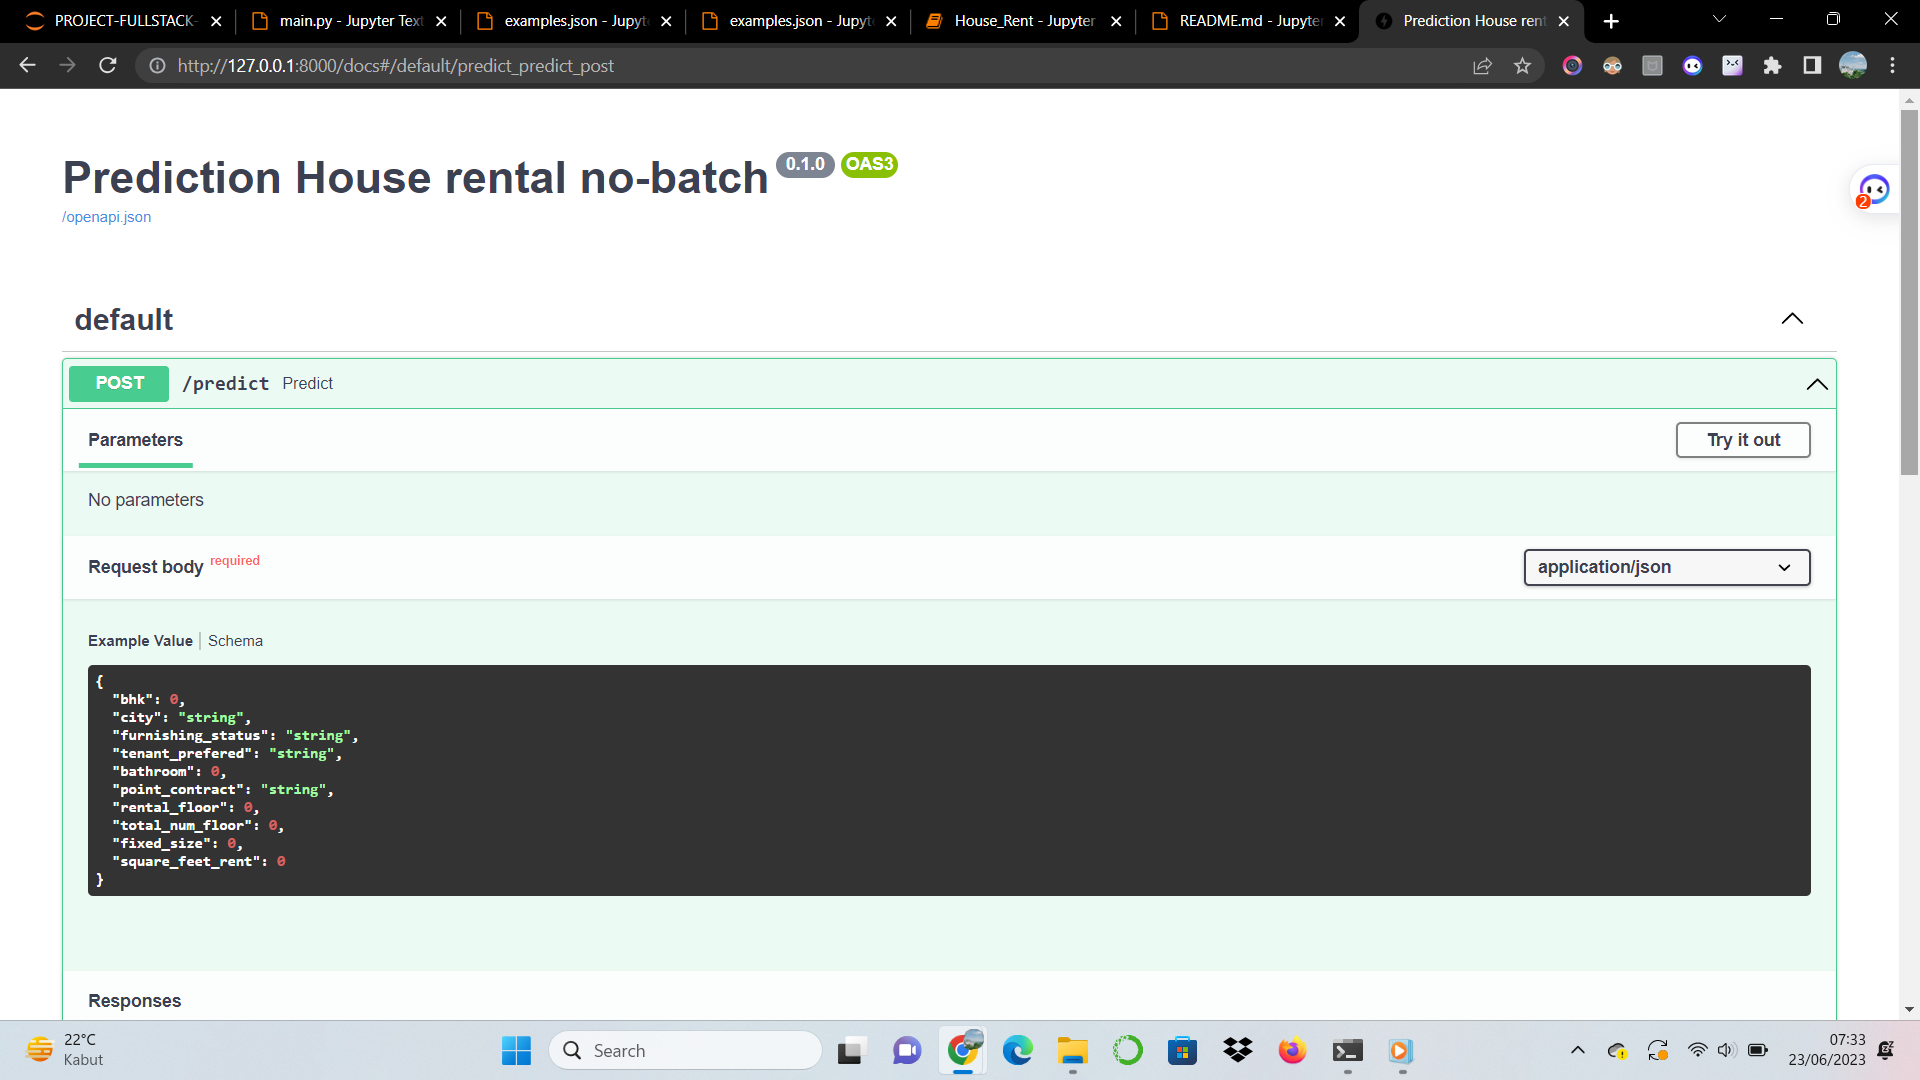 PROJECT-FULLSTACK-
main.py - Jupyter Text
examples.json - Jupyte
examples.json - Jupyte
House_Rent - Jupyter
README.md - Jupyter
Prediction House rent
http://127.0.0.1:8000/docs#/default/predict_predict_post
Prediction House rental no-batch 0.1.0 OAS3
/openapi.json
2
default
POST /predict Predict
Parameters
Try it out
No parameters
Request body required
application/json
Example Value Schema
{
"bhk": 0,
"city": "string",
"furnishing_status": "string",
"tenant_prefered": "string",
"bathroom": 0,
"point_contract": "string",
"rental_floor": 0,
"total_num_floor": 0,
"fixed_size": 0,
"square_feet_rent": 0
}
Responses
22°C
Kabut
Search
07:33
23/06/2023